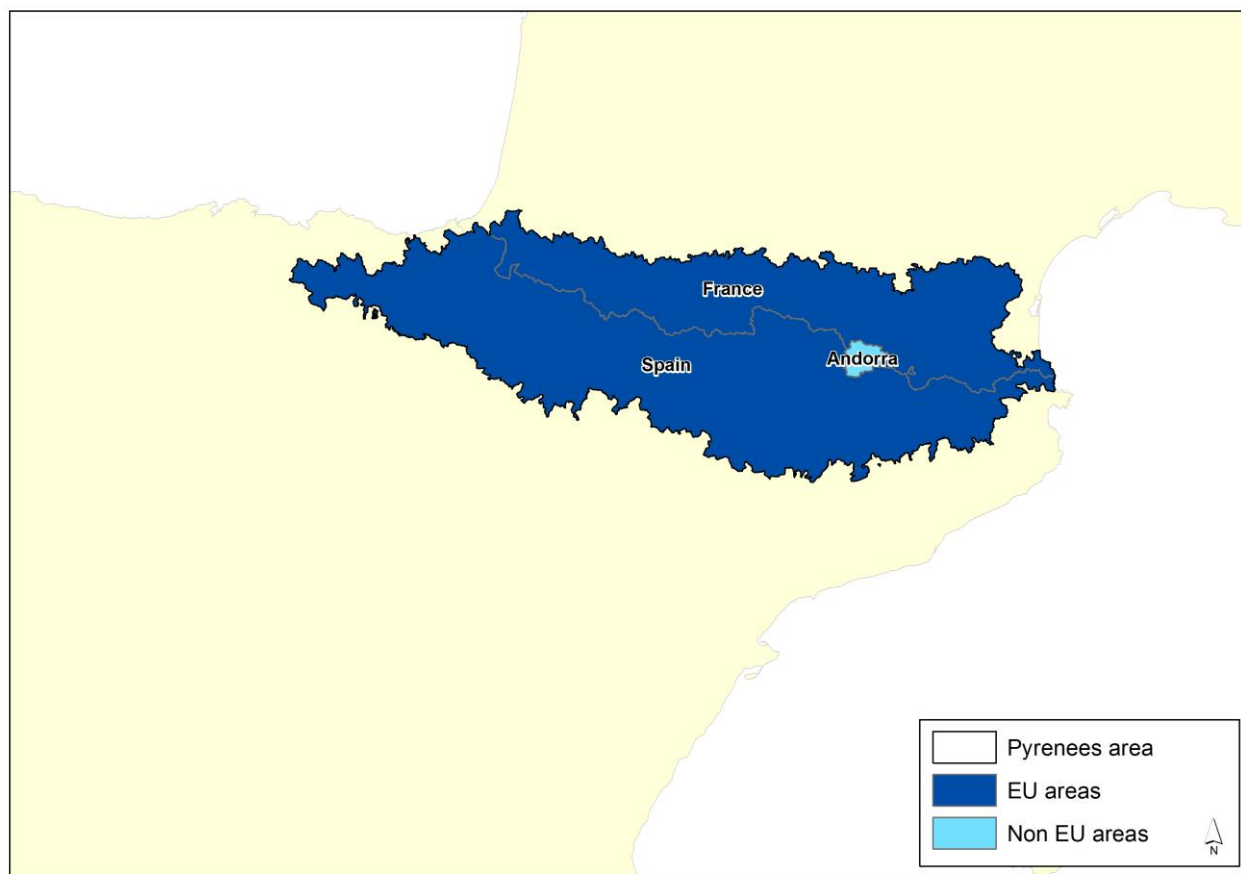 France
Andorra
Spain
Pyrenees area
EU areas
Non EU areas
N